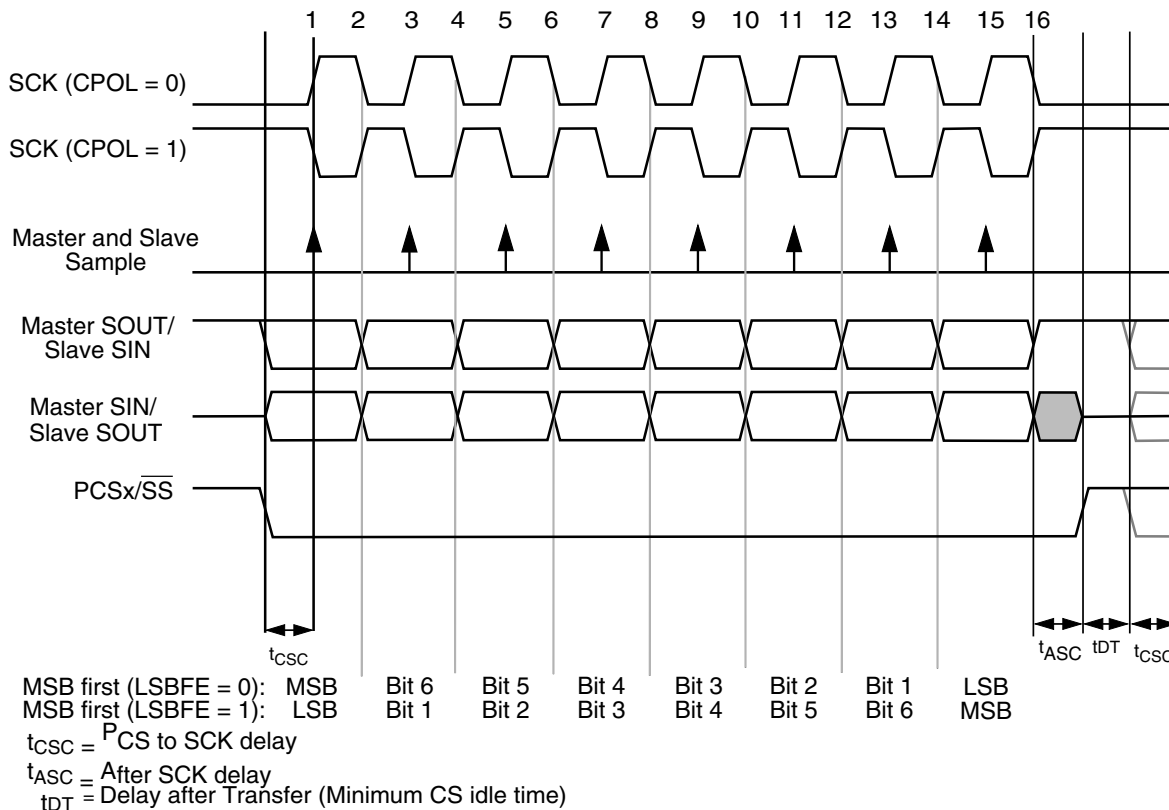 1 2 3 4 5 6 7 8 9 10 11 12 13 14 15 16
SCK (CPOL = 0)
SCK (CPOL = 1)
Master and Slave
Sample
Master SOUT/
Slave SIN
Master SIN/
Slave SOUT
PCSx/SS
tCSC tASC tDT tCSC
MSB first (LSBFE = 0): MSB Bit 6 Bit 5 Bit 4 Bit 3 Bit 2 Bit 1 LSB
MSB first (LSBFE = 1): LSB Bit 1 Bit 2 Bit 3 Bit 4 Bit 5 Bit 6 MSB
tCSC = PCS to SCK delay
tASC = After SCK delay
tDT = Delay after Transfer (Minimum CS idle time)